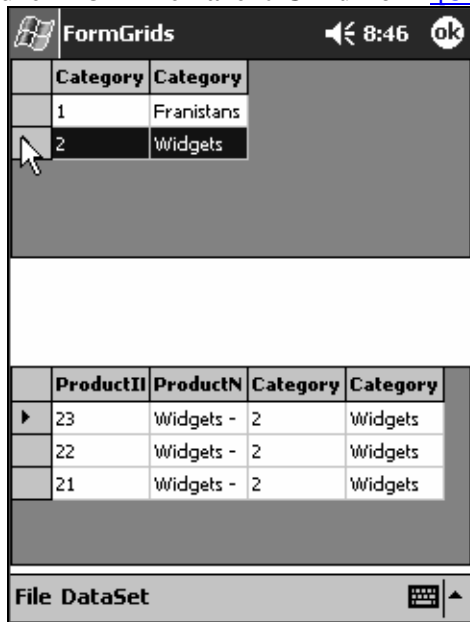 FormGrids 8:46 ok
Category Category
1 Franistans
2 Widgets
ProductII ProductN Category Category
23 Widgets - 2 Widgets
22 Widgets - 2 Widgets
21 Widgets - 2 Widgets
File DataSet